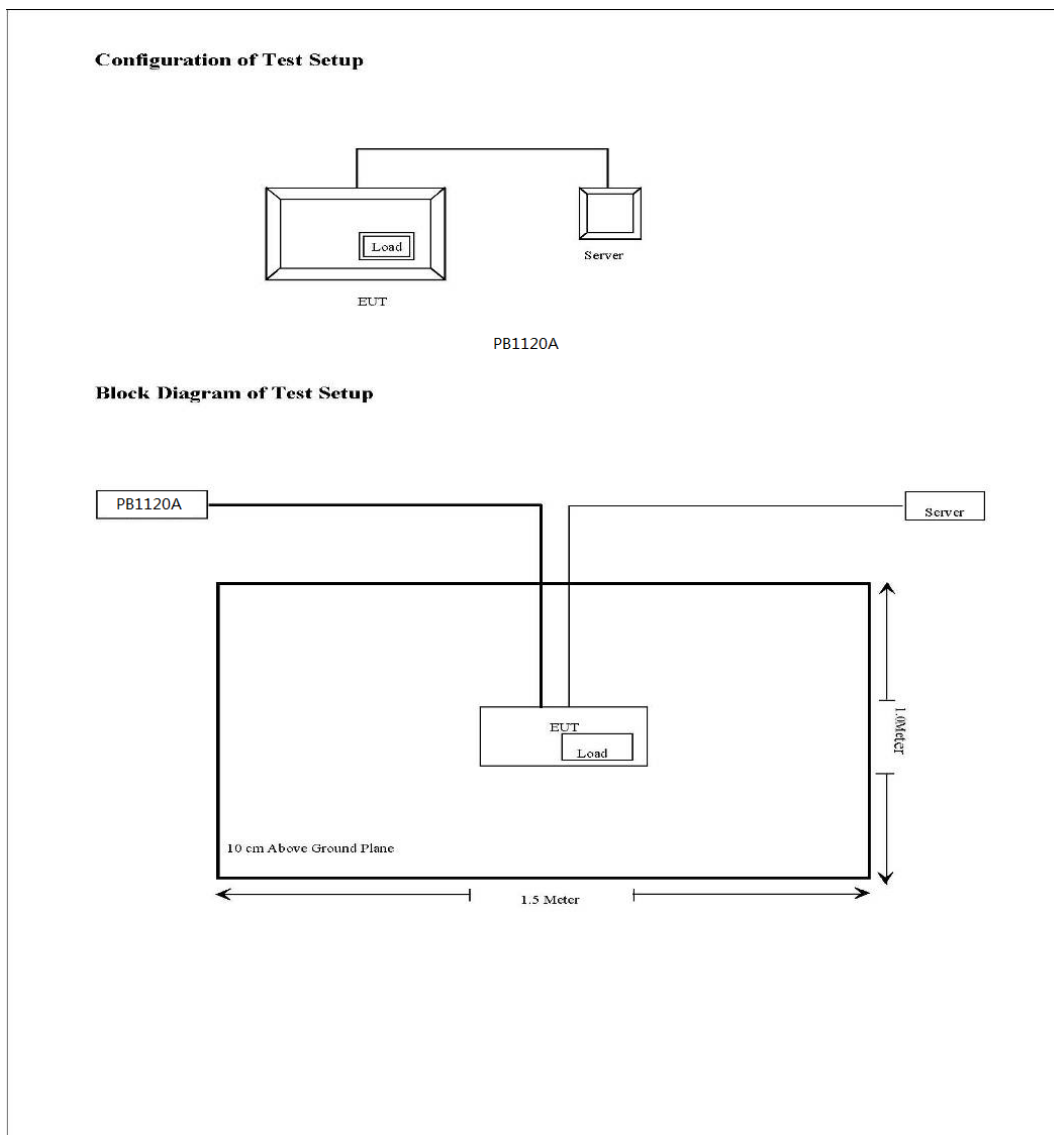 Configuration of Test Setup
Load
Server
EUT
PB1120A
Block Diagram of Test Setup
PB1120A
Server
EUT
Load
1.0Meter
10 cm Above Ground Plane
1.5 Meter